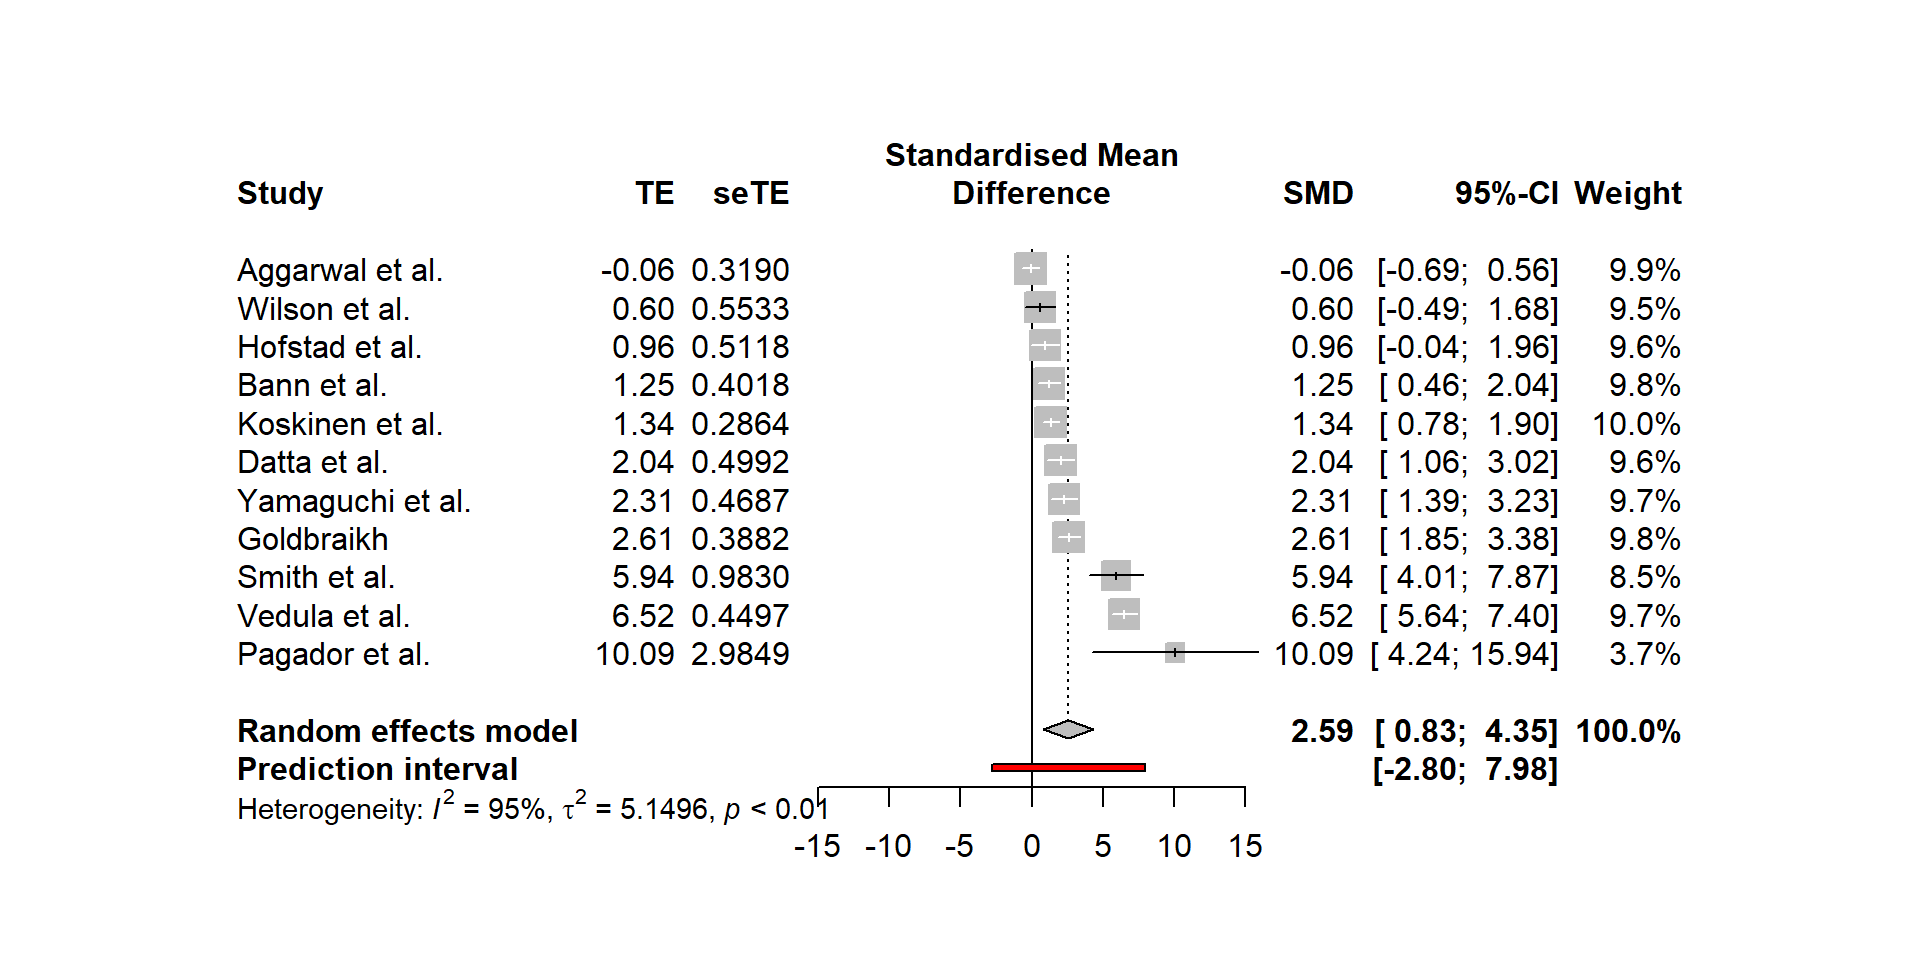 Standardised Mean
Study TE seTE Difference SMD 95%-CI Weight
Aggarwal et al. -0.06 0.3190 -0.06 [-0.69; 0.56] 9.9%
Wilson et al. 0.60 0.5533 0.60 [-0.49; 1.68] 9.5%
Hofstad et al. 0.96 0.5118 0.96 [-0.04; 1.96] 9.6%
Bann et al. 1.25 0.4018 1.25 [ 0.46; 2.04] 9.8%
Koskinen et al. 1.34 0.2864 1.34 [ 0.78; 1.90] 10.0%
Datta et al. 2.04 0.4992 2.04 [ 1.06; 3.02] 9.6%
Yamaguchi et al. 2.31 0.4687 2.31 [ 1.39; 3.23] 9.7%
Goldbraikh 2.61 0.3882 2.61 [ 1.85; 3.38] 9.8%
Smith et al. 5.94 0.9830 5.94 [ 4.01; 7.87] 8.5%
Vedula et al. 6.52 0.4497 6.52 [ 5.64; 7.40] 9.7%
Pagador et al. 10.09 2.9849 10.09 [ 4.24; 15.94] 3.7%
Random effects model 2.59 [ 0.83; 4.35] 100.0%
Prediction interval [-2.80; 7.98]
Heterogeneity: I² = 95%, τ² = 5.1496, p < 0.01
-15 -10 -5 0 5 10 15